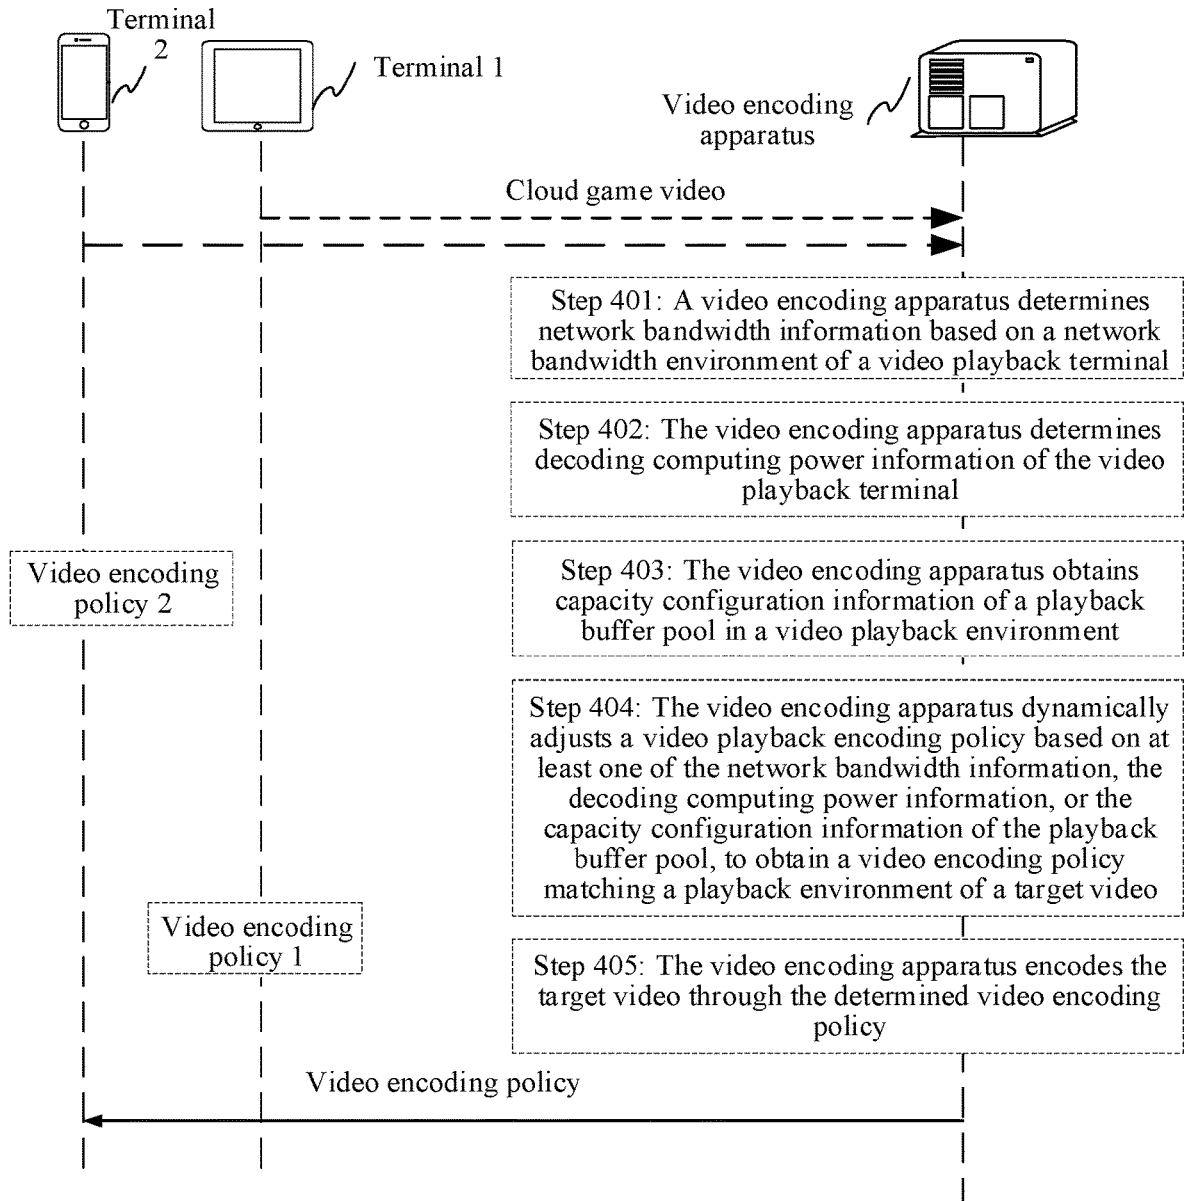 Terminal
2
Terminal 1
Video encoding
apparatus
Cloud game video
Step 401: A video encoding apparatus determines
network bandwidth information based on a network
bandwidth environment of a video playback terminal
Step 402: The video encoding apparatus determines
decoding computing power information of the video
playback terminal
Video encoding
policy 2
Step 403: The video encoding apparatus obtains
capacity configuration information of a playback
buffer pool in a video playback environment
Step 404: The video encoding apparatus dynamically
adjusts a video playback encoding policy based on at
least one of the network bandwidth information, the
decoding computing power information, or the
capacity configuration information of the playback
buffer pool, to obtain a video encoding policy
matching a playback environment of a target video
Video encoding
policy 1
Step 405: The video encoding apparatus encodes the
target video through the determined video encoding
policy
Video encoding policy